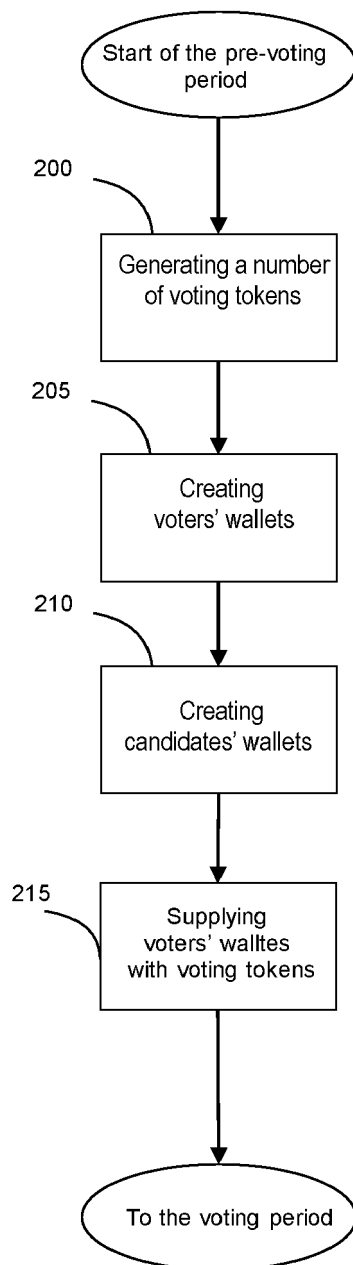 Start of the pre-voting
period
200
Generating a number
of voting tokens
205
Creating
voters' wallets
210
Creating
candidates' wallets
215
Supplying
voters' walltes
with voting tokens
To the voting period